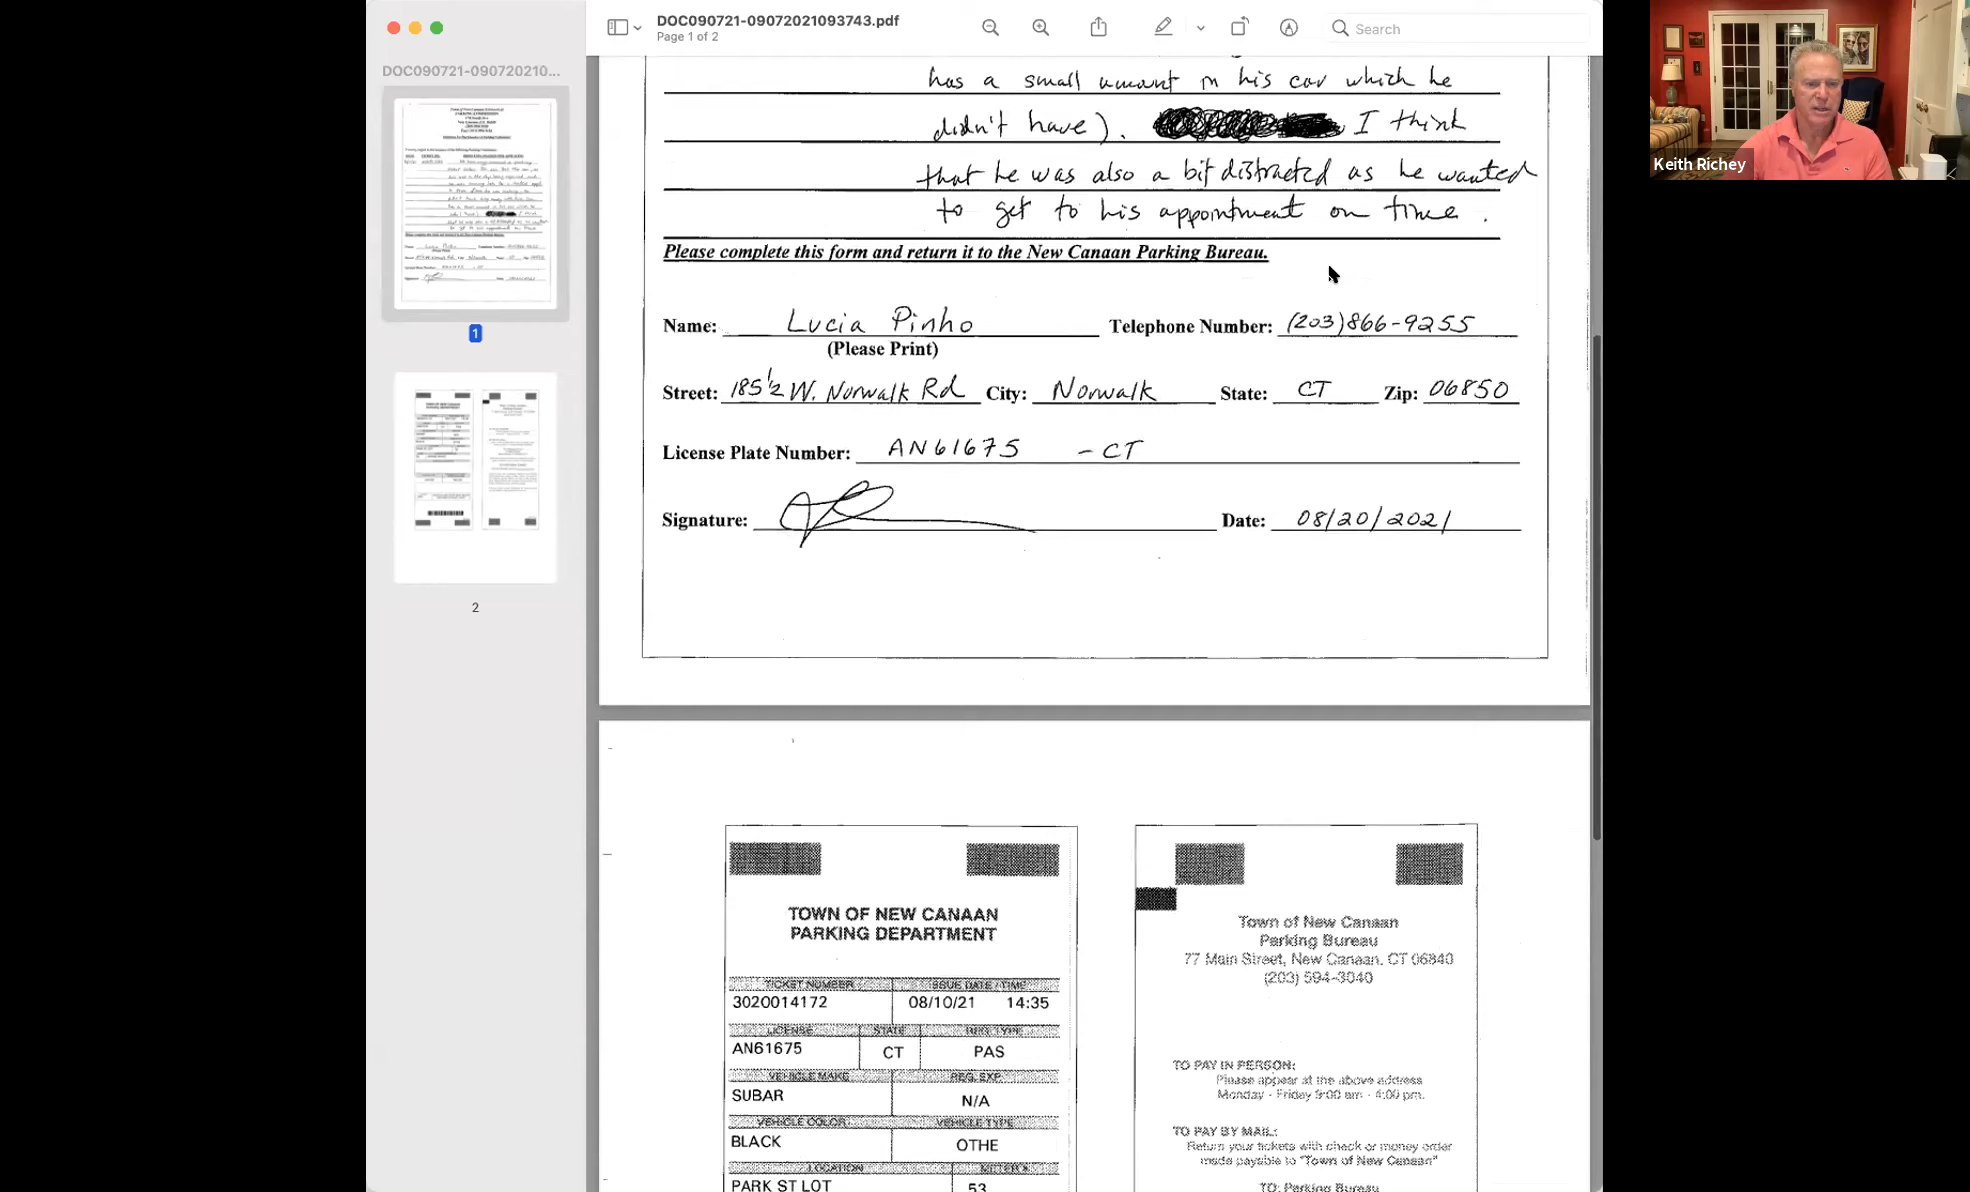 DOC090721-09072021093743.pdf
Page 1 of 2
Search
DOC090721-090720210...
1
2
has a small amount in his car which he
didn't have). I think
that he was also a bit distracted as he wanted
to get to his appointment on time.
Please complete this form and return it to the New Canaan Parking Bureau.
Name: Lucia Pinho Telephone Number: (203)866-9255
(Please Print)
Street: 185 1/2 W. Norwalk Rd City: Norwalk State: CT Zip: 06850
License Plate Number: AN61675 - CT
Signature: Date: 08/20/2021
TOWN OF NEW CANAAN
PARKING DEPARTMENT
TICKET NUMBER ISSUE DATE / TIME
3020014172 08/10/21 14:35
LICENSE STATE REG. TYPE
AN61675 CT PAS
VEHICLE MAKE REG. EXP.
SUBAR N/A
VEHICLE COLOR VEHICLE TYPE
BLACK OTHE
LOCATION METER #
PARK ST LOT 53
Town of New Canaan
Parking Bureau
77 Main Street, New Canaan, CT 06840
(203) 594-3040
TO PAY IN PERSON:
Please appear at the above address
Monday - Friday 9:00 am - 4:00 pm.
TO PAY BY MAIL:
Return your tickets with check or money order
made payable to "Town of New Canaan"
TO: Parking Bureau
Keith Richey